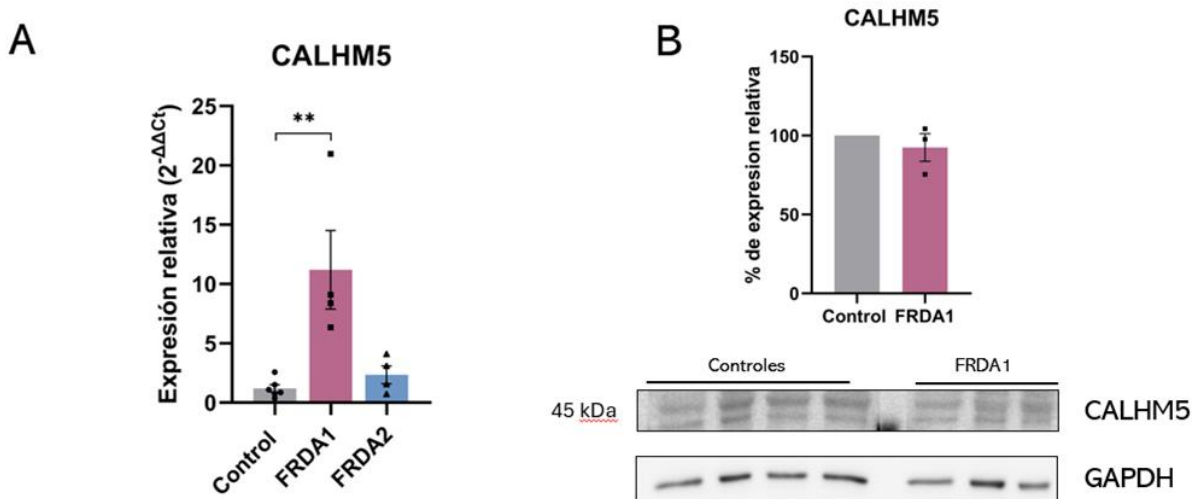 A
CALHM5
Expresión relativa (2^-ΔΔCt)
25
20
15
10
5
0
**
Control
FRDA1
FRDA2
B
CALHM5
% de expresion relativa
150
100
50
0
Control FRDA1
Controles
FRDA1
45 kDa
CALHM5
GAPDH